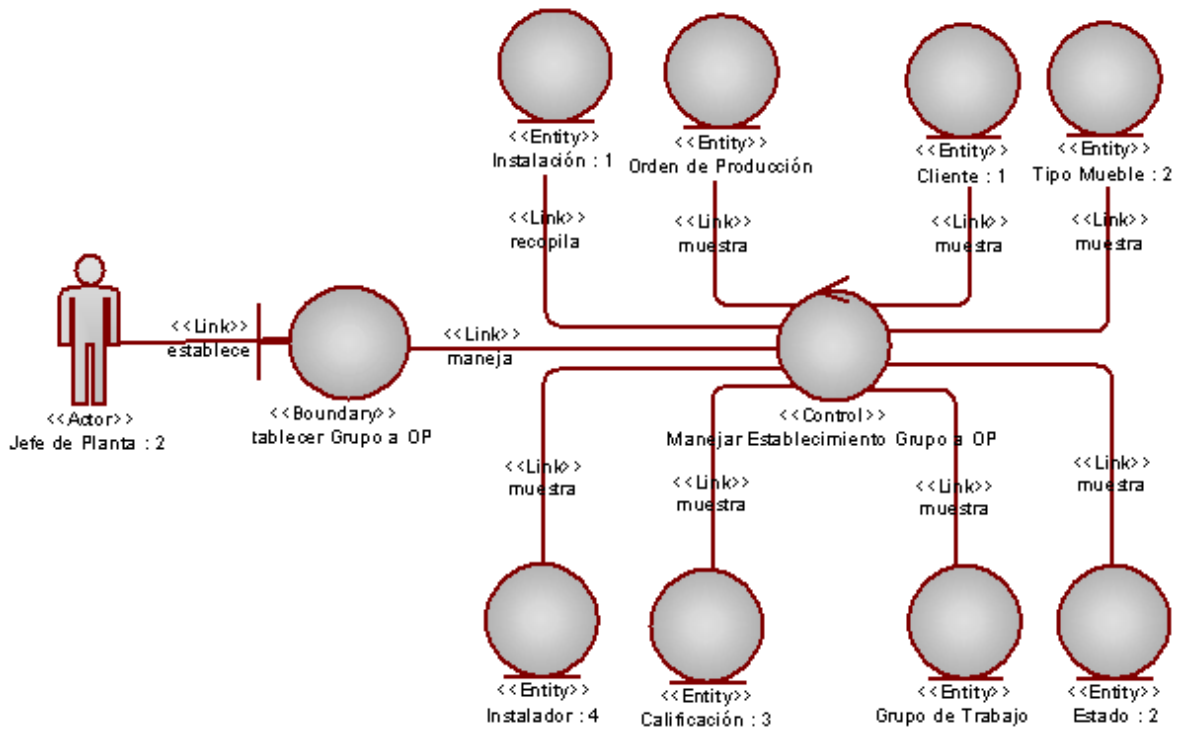 <<Entity>>
Instalación : 1
<<Entity>>
Orden de Producción
<<Entity>>
Cliente : 1
<<Entity>>
Tipo Mueble : 2
<<Link>>
recopila
<<Link>>
muestra
<<Link>>
muestra
<<Link>>
muestra
<<Link>>
establece
<<Link>>
maneja
<<Actor>>
Jefe de Planta : 2
<<Boundary>>
tablecer Grupo a OP
<<Control>>
Manejar Establecimiento Grupo a OP
<<Link>>
muestra
<<Link>>
muestra
<<Link>>
muestra
<<Link>>
muestra
<<Entity>>
Instalador : 4
<<Entity>>
Calificación : 3
<<Entity>>
Grupo de Trabajo
<<Entity>>
Estado : 2